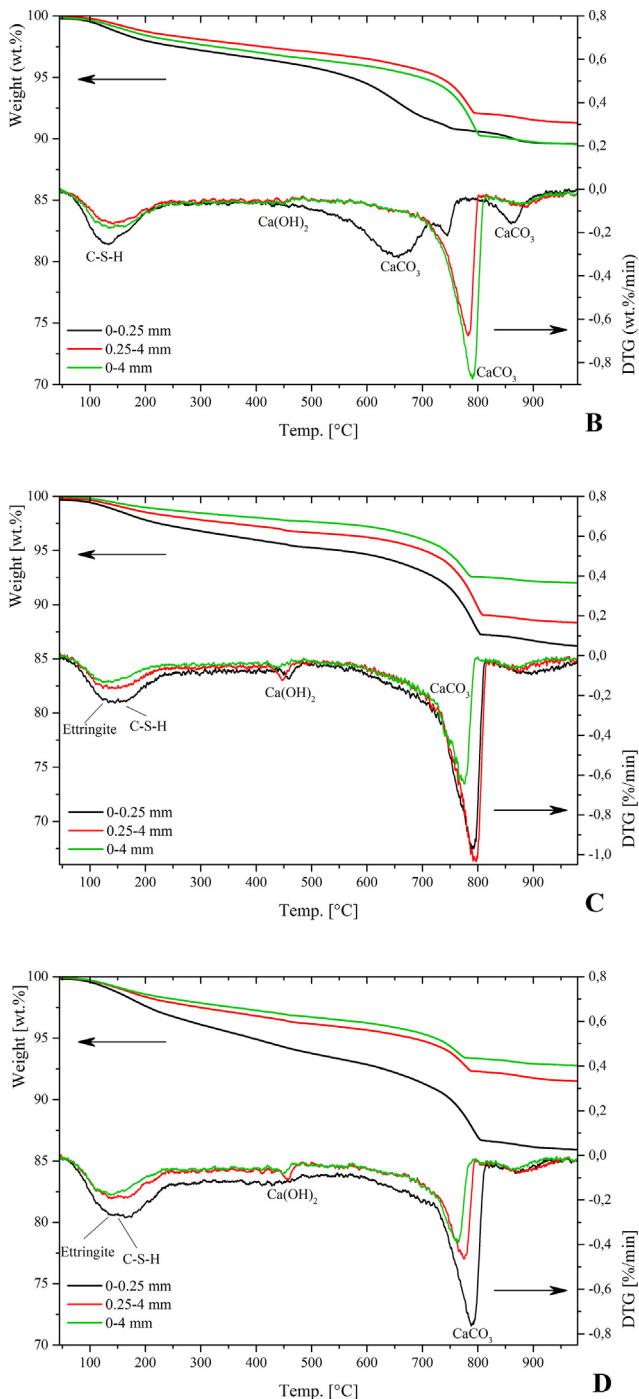 Weight (wt.%)
100
95
90
85
80
75
70
0,8
0,6
0,4
0,2
0,0
-0,2
-0,4
-0,6
-0,8
DTG (wt.%/min)
C-S-H
Ca(OH)2
CaCO3
CaCO3
CaCO3
0-0.25 mm
0.25-4 mm
0-4 mm
100 200 300 400 500 600 700 800 900
Temp. [°C]
B
Weight [wt.%]
100
95
90
85
80
75
70
0,8
0,6
0,4
0,2
0,0
-0,2
-0,4
-0,6
-0,8
-1,0
DTG [%/min]
Ettringite
C-S-H
Ca(OH)2
CaCO3
0-0.25 mm
0.25-4 mm
0-4 mm
100 200 300 400 500 600 700 800 900
Temp. [°C]
C
Weight [wt.%]
100
95
90
85
80
75
70
0,8
0,6
0,4
0,2
0,0
-0,2
-0,4
-0,6
-0,8
DTG [%/min]
Ettringite
C-S-H
Ca(OH)2
CaCO3
0-0.25 mm
0.25-4 mm
0-4 mm
100 200 300 400 500 600 700 800 900
Temp. [°C]
D